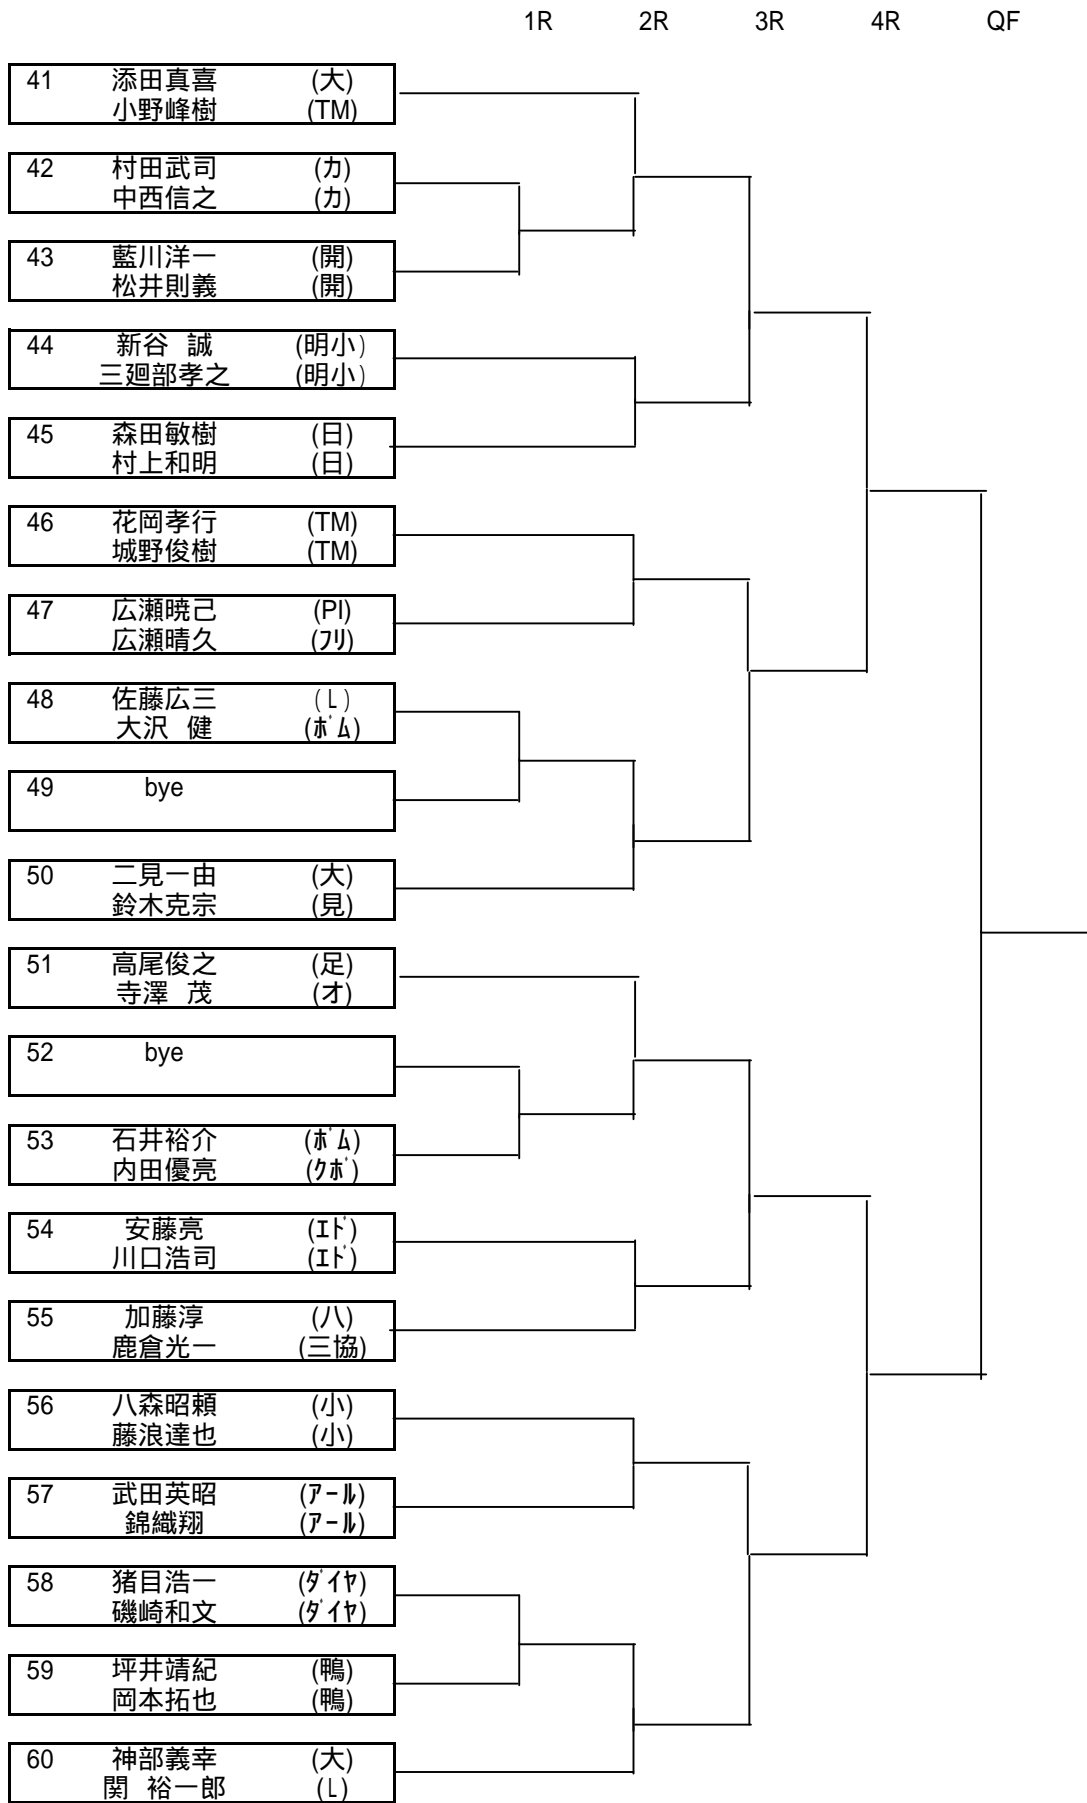 1R 2R 3R 4R QF
41 添田真喜 (大)
小野峰樹 (TM)
42 村田武司 (カ)
中西信之 (カ)
43 藍川洋一 (開)
松井則義 (開)
44 新谷 誠 (明小)
三廻部孝之 (明小)
45 森田敏樹 (日)
村上和明 (日)
46 花岡孝行 (TM)
城野俊樹 (TM)
47 広瀬暁己 (PI)
広瀬晴久 (フリ)
48 佐藤広三 (L)
大沢 健 (ボム)
49 bye
50 二見一由 (大)
鈴木克宗 (見)
51 高尾俊之 (足)
寺澤 茂 (オ)
52 bye
53 石井裕介 (ボム)
内田優亮 (クボ)
54 安藤亮 (エド)
川口浩司 (エド)
55 加藤淳 (八)
鹿倉光一 (三協)
56 八森昭頼 (小)
藤浪達也 (小)
57 武田英昭 (アール)
錦織翔 (アール)
58 猪目浩一 (ダイヤ)
磯崎和文 (ダイヤ)
59 坪井靖紀 (鴨)
岡本拓也 (鴨)
60 神部義幸 (大)
関 裕一郎 (L)